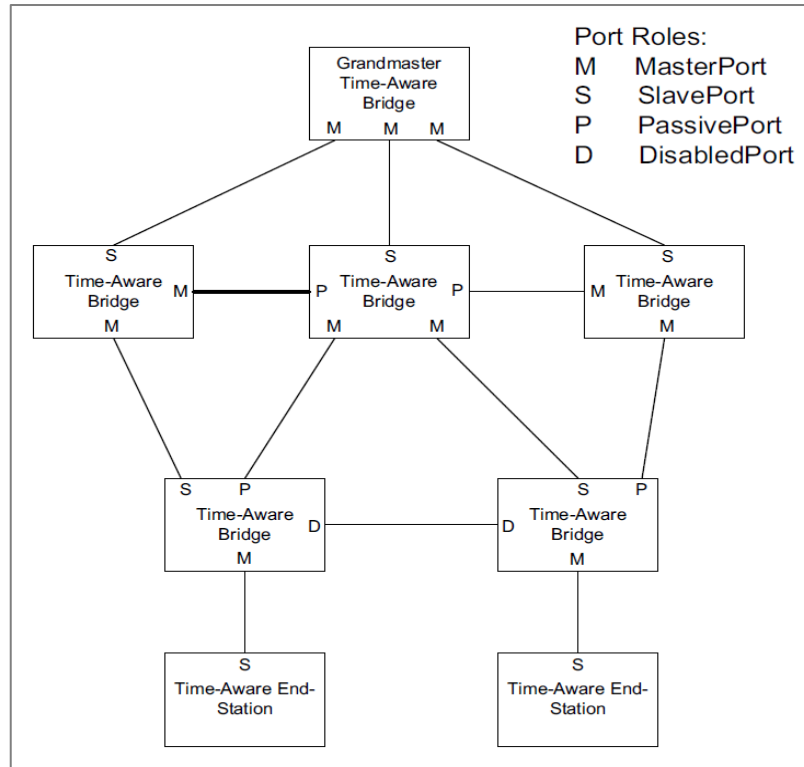 Port Roles:
M MasterPort
S SlavePort
P PassivePort
D DisabledPort
Grandmaster
Time-Aware
Bridge
M M M
S
Time-Aware
Bridge
M
M
S
Time-Aware
Bridge
P
P
M M
S
Time-Aware
Bridge
M
M
S P
Time-Aware
Bridge
D
M
S P
Time-Aware
Bridge
D
M
S
Time-Aware End-
Station
S
Time-Aware End-
Station